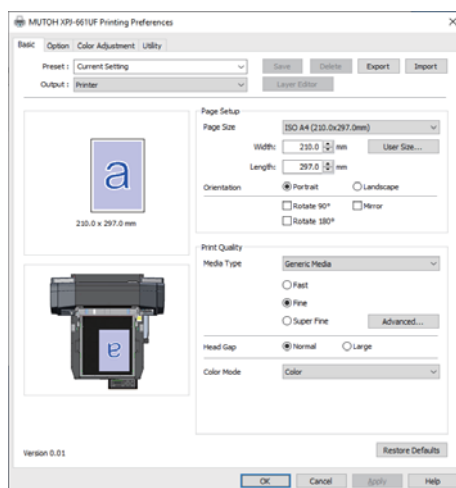 MUTOH XPJ-661UF Printing Preferences
Basic Option Color Adjustment Utility
Preset : Current Setting Save Delete Export Import
Output : Printer Layer Editor
a
210.0 x 297.0 mm
a
Version 0.01
Page Setup
Page Size ISO A4 (210.0x297.0mm)
Width: 210.0 mm User Size...
Length: 297.0 mm
Orientation Portrait Landscape
Rotate 90° Mirror
Rotate 180°
Print Quality
Media Type Generic Media
Fast
Fine
Super Fine Advanced...
Head Gap Normal Large
Color Mode Color
Restore Defaults
OK Cancel Apply Help